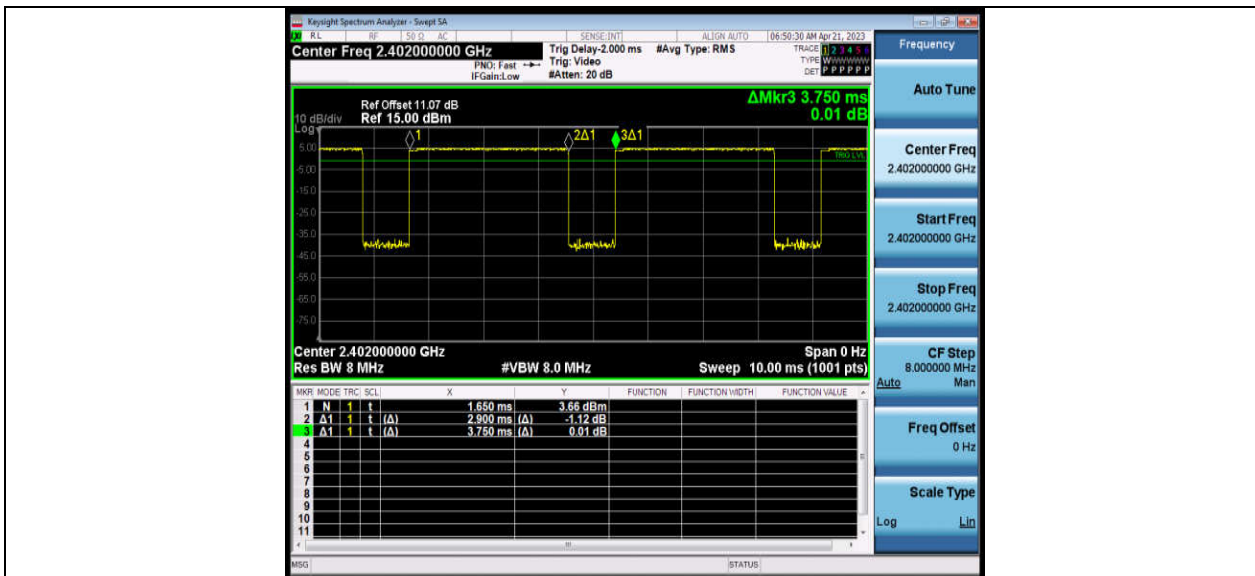 Keysight Spectrum Analyzer - Swept SA
RL RF 50 Ω AC SENSE:INT ALIGN AUTO 06:50:30 AM Apr 21, 2023
Center Freq 2.402000000 GHz Trig Delay-2.000 ms #Avg Type: RMS TRACE 1 2 3 4 5 6
PNO: Fast Trig: Video TYPE WWWWWW
IFGain:Low #Atten: 20 dB DET P P P P P P
ΔMkr3 3.750 ms
0.01 dB
Ref Offset 11.07 dB
10 dB/div Ref 15.00 dBm
Log
1 2Δ1 3Δ1
5.00
TRIG LVL
-5.00
-15.0
-25.0
-35.0
-45.0
-55.0
-65.0
-75.0
Center 2.402000000 GHz Span 0 Hz
Res BW 8 MHz #VBW 8.0 MHz Sweep 10.00 ms (1001 pts)
MKR MODE TRC SCL X Y FUNCTION FUNCTION WIDTH FUNCTION VALUE
1 N 1 t 1.650 ms 3.66 dBm
2 Δ1 1 t (Δ) 2.900 ms (Δ) -1.12 dB
3 Δ1 1 t (Δ) 3.750 ms (Δ) 0.01 dB
4
5
6
7
8
9
10
11
MSG STATUS
Frequency
Auto Tune
Center Freq
2.402000000 GHz
Start Freq
2.402000000 GHz
Stop Freq
2.402000000 GHz
CF Step
8.000000 MHz
Auto Man
Freq Offset
0 Hz
Scale Type
Log Lin